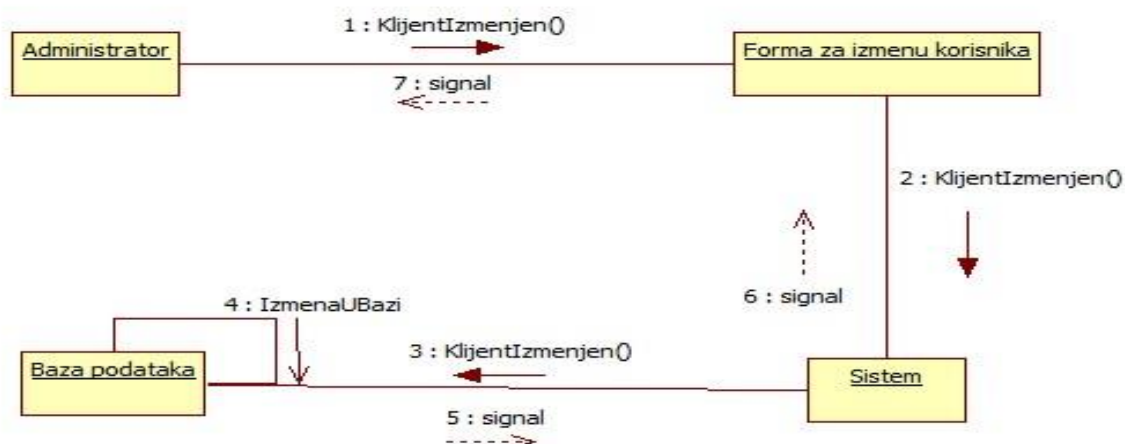 1 : KlijentIzmenjen()
Administrator
Forma za izmenu korisnika
7 : signal
2 : KlijentIzmenjen()
6 : signal
4 : IzmenaUBazi
3 : KlijentIzmenjen()
Baza podataka
Sistem
5 : signal